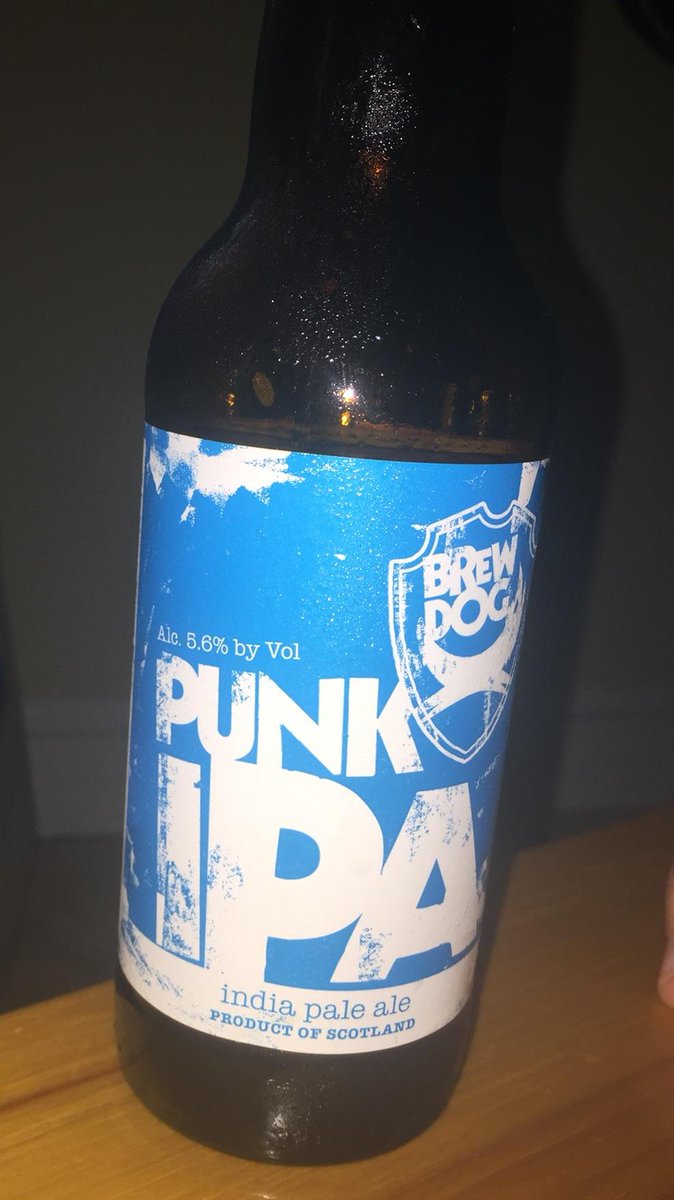 BREW
DOG
Alc. 5.6% by Vol
PUNK
IPA
india pale ale
PRODUCT OF SCOTLAND